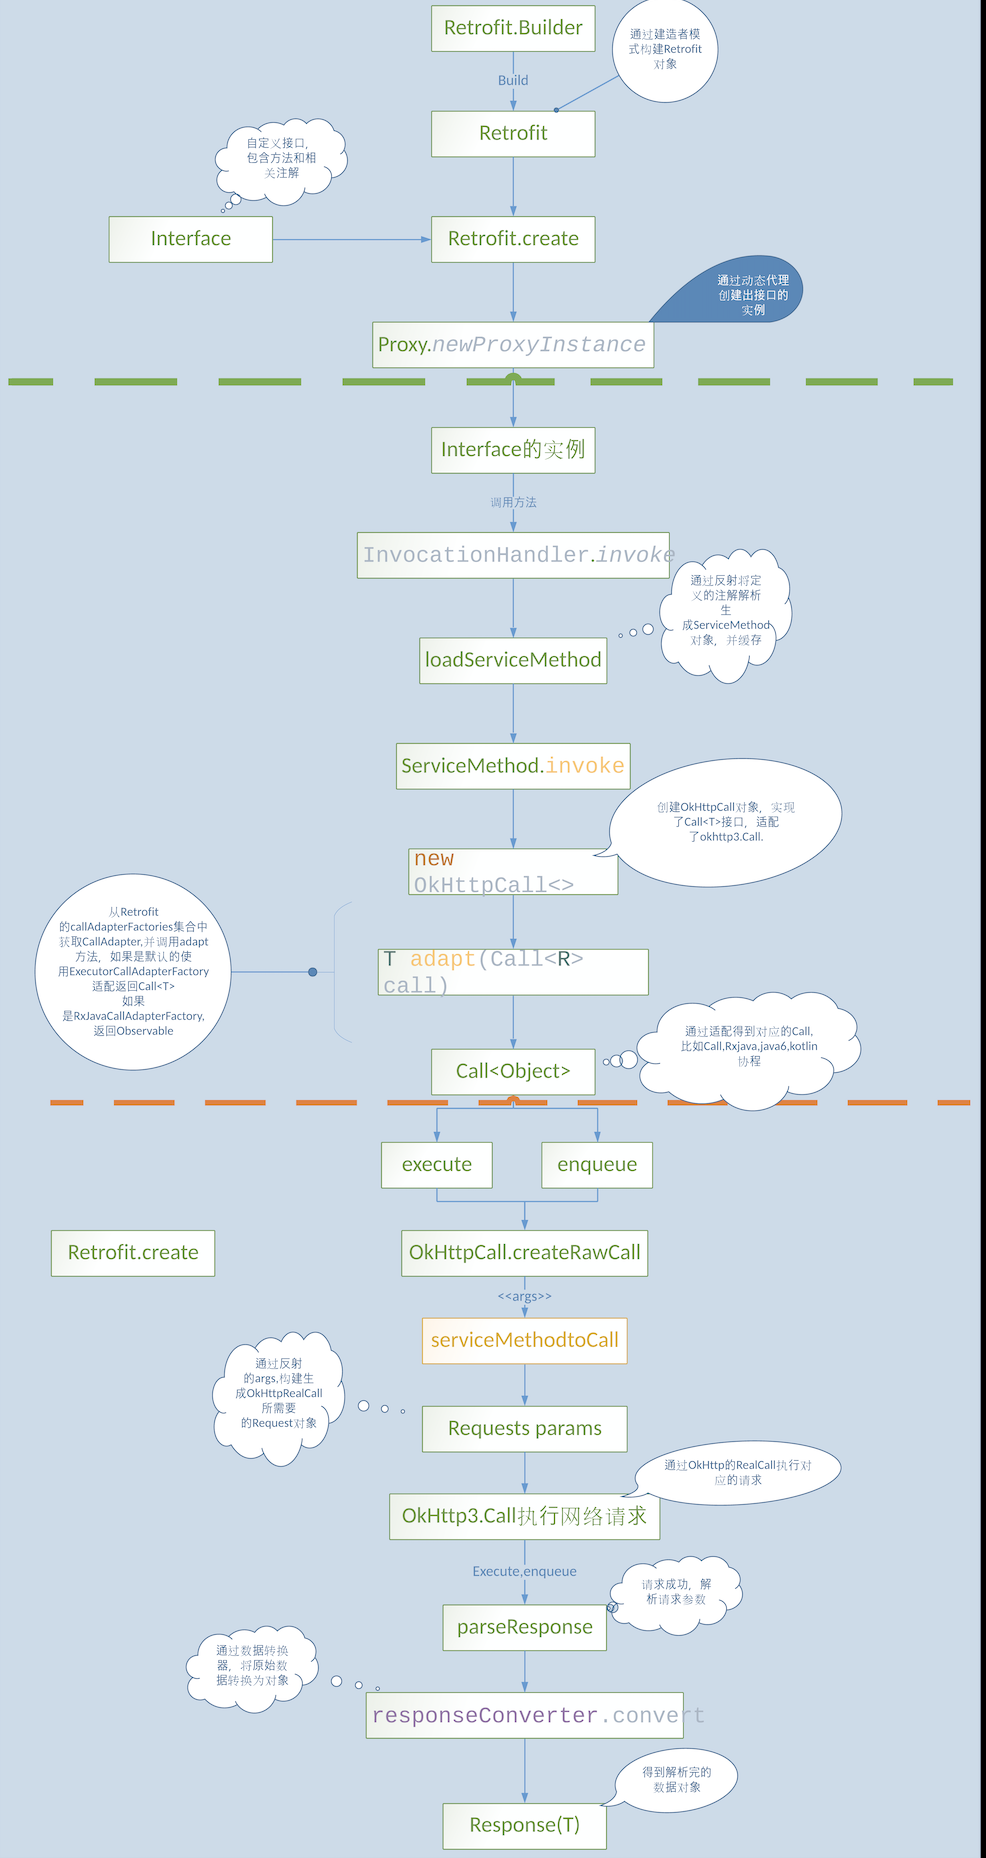 Retrofit.Builder
通过建造者模
式构建Retrofit
对象
Build
Retrofit
自定义接口,
包含方法和相
关注解
Interface
Retrofit.create
通过动态代理
创建出接口的
实例
Proxy.newProxyInstance
Interface的实例
调用方法
InvocationHandler.invoke
通过反射将定
义的注解解析
生
成ServiceMethod
对象，并缓存
loadServiceMethod
ServiceMethod.invoke
创建OkHttpCall对象，实现
了Call<T>接口，适配
了okhttp3.Call.
new
OkHttpCall<>
从Retrofit
的callAdapterFactories集合中
获取CallAdapter,并调用adapt
方法，如果是默认的使
用ExecutorCallAdapterFactory
适配返回Call<T>
如果
是RxJavaCallAdapterFactory,
返回Observable
T adapt(Call<R>
call)
通过适配得到对应的Call,
比如Call,Rxjava,java6,kotlin
协程
Call<Object>
execute
enqueue
Retrofit.create
OkHttpCall.createRawCall
<<args>>
serviceMethodtoCall
通过反射
的args,构建生
成OkHttpRealCall
所需要
的Request对象
Requests params
通过OkHttp的RealCall执行对
应的请求
OkHttp3.Call执行网络请求
Execute,enqueue
请求成功，解
析请求参数
parseResponse
通过数据转换
器，将原始数
据转换为对象
responseConverter.convert
得到解析完的
数据对象
Response(T)